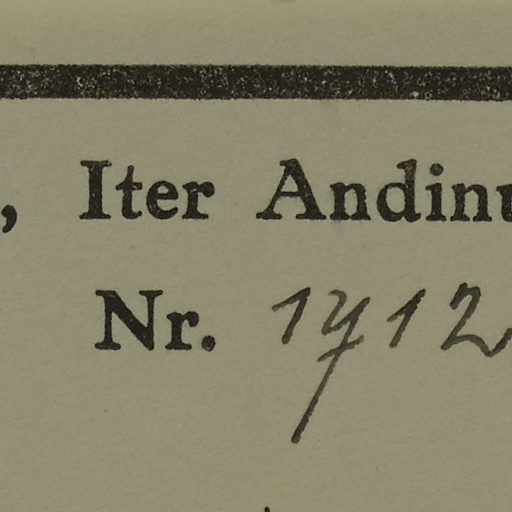 , Iter Andinu
Nr. 1712